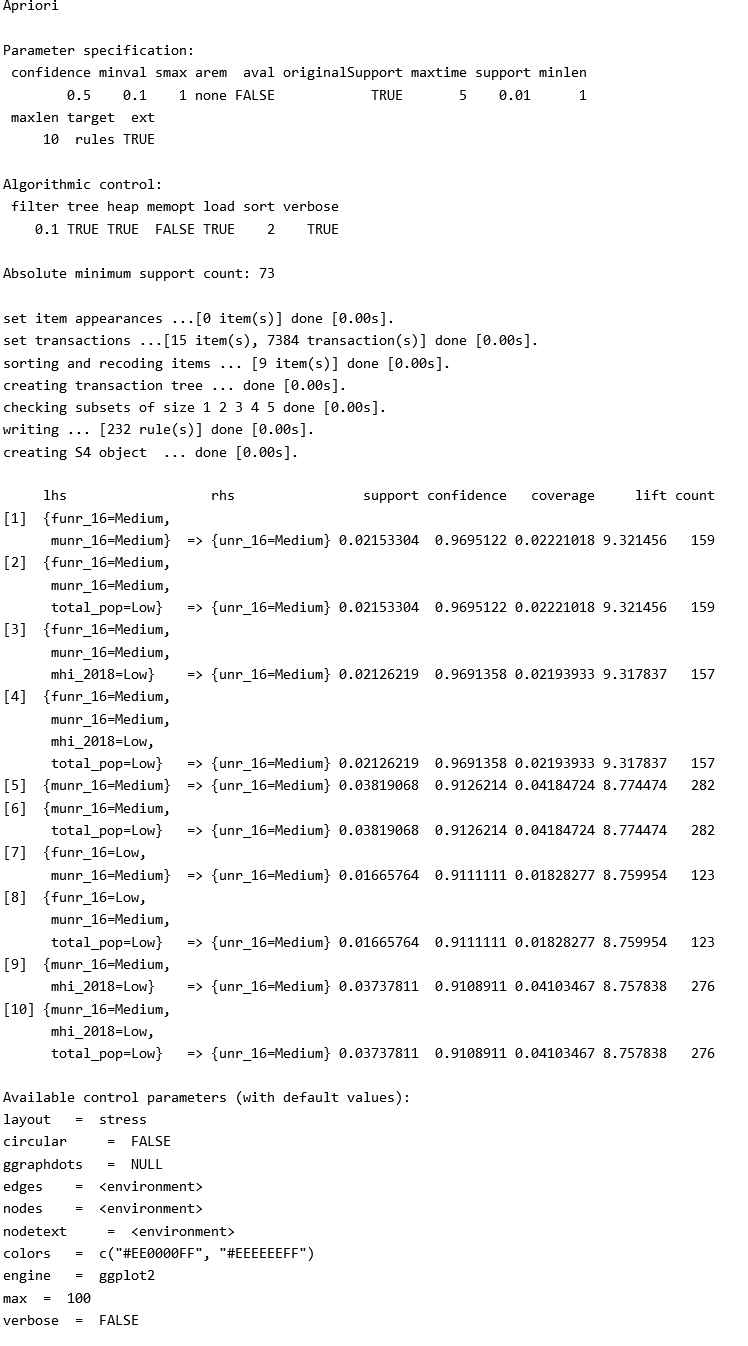 Apriori
Parameter specification:
confidence minval smax arem  aval originalSupport maxtime support minlen
0.5    0.1    1 none FALSE            TRUE       5    0.01      1
maxlen target  ext
10  rules TRUE
Algorithmic control:
filter tree heap memopt load sort verbose
0.1 TRUE TRUE  FALSE TRUE    2    TRUE
Absolute minimum support count: 73
set item appearances ...[0 item(s)] done [0.00s].
set transactions ...[15 item(s), 7384 transaction(s)] done [0.00s].
sorting and recoding items ... [9 item(s)] done [0.00s].
creating transaction tree ... done [0.00s].
checking subsets of size 1 2 3 4 5 done [0.00s].
writing ... [232 rule(s)] done [0.00s].
creating S4 object  ... done [0.00s].
lhs                  rhs                support confidence   coverage     lift count
[1]  {funr_16=Medium,
munr_16=Medium}  => {unr_16=Medium} 0.02153304  0.9695122 0.02221018 9.321456   159
[2]  {funr_16=Medium,
munr_16=Medium,
total_pop=Low}   => {unr_16=Medium} 0.02153304  0.9695122 0.02221018 9.321456   159
[3]  {funr_16=Medium,
munr_16=Medium,
mhi_2018=Low}    => {unr_16=Medium} 0.02126219  0.9691358 0.02193933 9.317837   157
[4]  {funr_16=Medium,
munr_16=Medium,
mhi_2018=Low,
total_pop=Low}   => {unr_16=Medium} 0.02126219  0.9691358 0.02193933 9.317837   157
[5]  {munr_16=Medium}  => {unr_16=Medium} 0.03819068  0.9126214 0.04184724 8.774474   282
[6]  {munr_16=Medium,
total_pop=Low}   => {unr_16=Medium} 0.03819068  0.9126214 0.04184724 8.774474   282
[7]  {funr_16=Low,
munr_16=Medium}  => {unr_16=Medium} 0.01665764  0.9111111 0.01828277 8.759954   123
[8]  {funr_16=Low,
munr_16=Medium,
total_pop=Low}   => {unr_16=Medium} 0.01665764  0.9111111 0.01828277 8.759954   123
[9]  {munr_16=Medium,
mhi_2018=Low}    => {unr_16=Medium} 0.03737811  0.9108911 0.04103467 8.757838   276
[10] {munr_16=Medium,
mhi_2018=Low,
total_pop=Low}   => {unr_16=Medium} 0.03737811  0.9108911 0.04103467 8.757838   276
Available control parameters (with default values):
layout   =  stress
circular     =  FALSE
ggraphdots   =  NULL
edges    =  <environment>
nodes    =  <environment>
nodetext     =  <environment>
colors   =  c("#EE0000FF", "#EEEEEEFF")
engine   =  ggplot2
max  =  100
verbose  =  FALSE